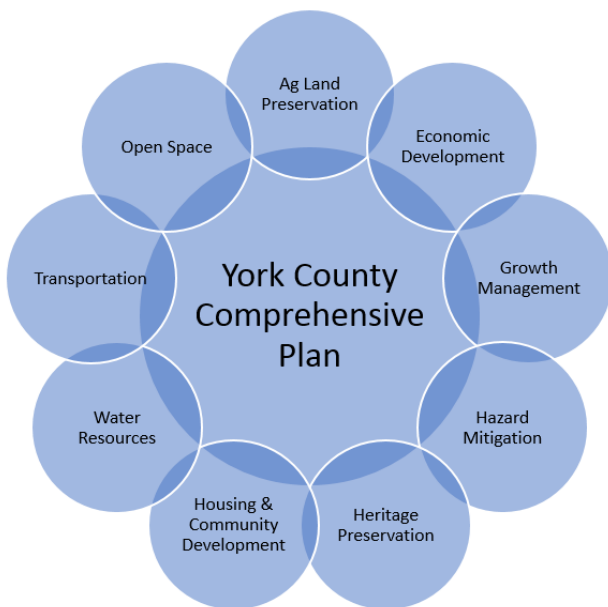 Ag Land
Preservation
Economic
Development
Growth
Management
Hazard
Mitigation
Heritage
Preservation
Housing &
Community
Development
Water
Resources
Transportation
Open Space
York County
Comprehensive
Plan